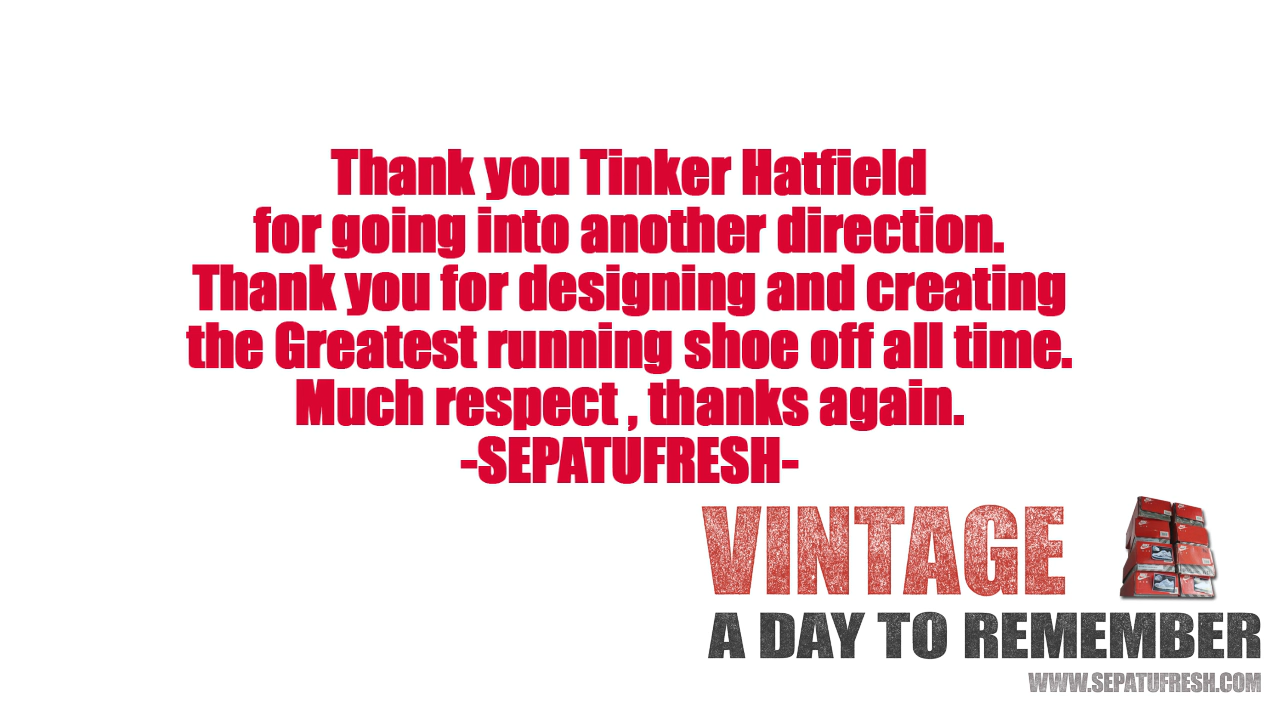 Thank you Tinker Hatfield
for going into another direction.
Thank you for designing and creating
the Greatest running shoe off all time.
Much respect , thanks again.
-SEPATUFRESH-
VINTAGE
A DAY TO REMEMBER
WWW.SEPATUFRESH.COM